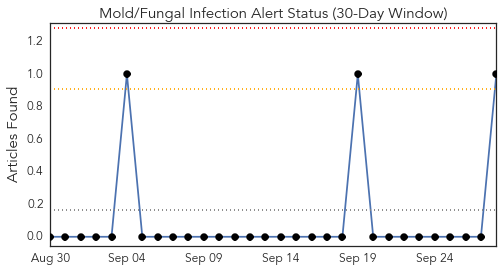 Mold/Fungal Infection Alert Status (30-Day Window)
Articles Found
1.2
1.0
0.8
0.6
0.4
0.2
0.0
Aug 30 Sep 04 Sep 09 Sep 14 Sep 19 Sep 24